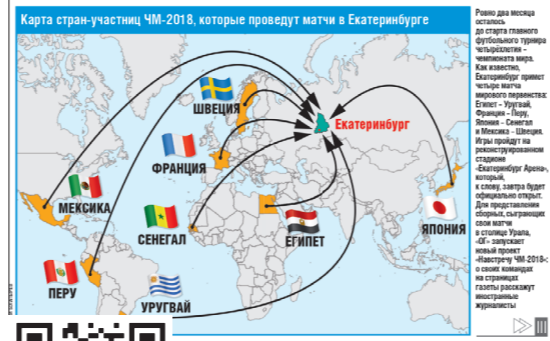 Карта стран-участниц ЧМ-2018, которые проведут матчи в Екатеринбурге
ШВЕЦИЯ
Екатеринбург
ФРАНЦИЯ
МЕКСИКА
СЕНЕГАЛ
ЕГИПЕТ
ЯПОНИЯ
ПЕРУ
УРУГВАЙ
Ровно два месяца
осталось
до старта главного
футбольного турнира
четырёхлетия –
чемпионата мира.
Как известно,
Екатеринбург примет
четыре матча
мирового первенства:
Египет – Уругвай,
Франция – Перу,
Япония – Сенегал
и Мексика – Швеция.
Игры пройдут на
реконструированном
стадионе
«Екатеринбург Арена»,
который,
к слову, завтра будет
официально открыт.
Для представления
сборных, сыграющих
свои матчи
в столице Урала,
«ОГ» запускает
новый проект
«Навстречу ЧМ-2018»:
о своих командах
на страницах
газеты расскажут
иностранные
журналисты
III